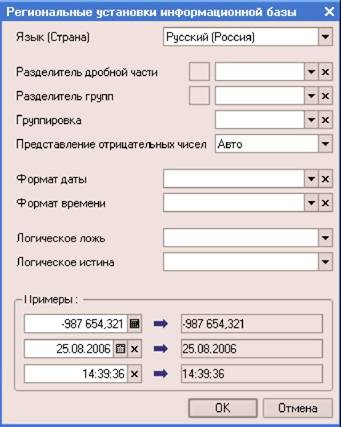 Региональные установки информационной базы
Язык (Страна) Русский (Россия)
Разделитель дробной части
Разделитель групп
Группировка
Представление отрицательных чисел Авто
Формат даты
Формат времени
Логическое ложь
Логическое истина
Примеры :
-987 654,321 -987 654,321
25.08.2006 25.08.2006
14:39:36 14:39:36
OK Отмена